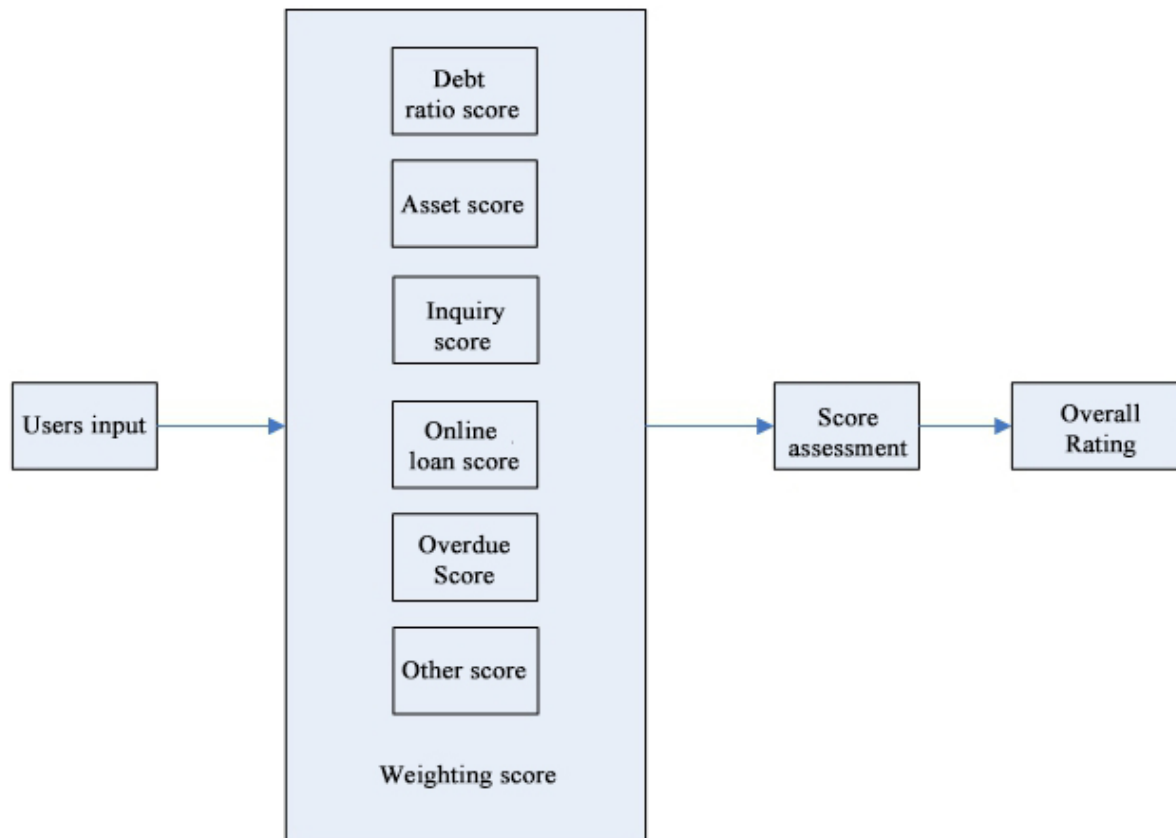 Users input
Debt
ratio score
Asset score
Inquiry
score
Online
loan score
Overdue
Score
Other score
Weighting score
Score
assessment
Overall
Rating